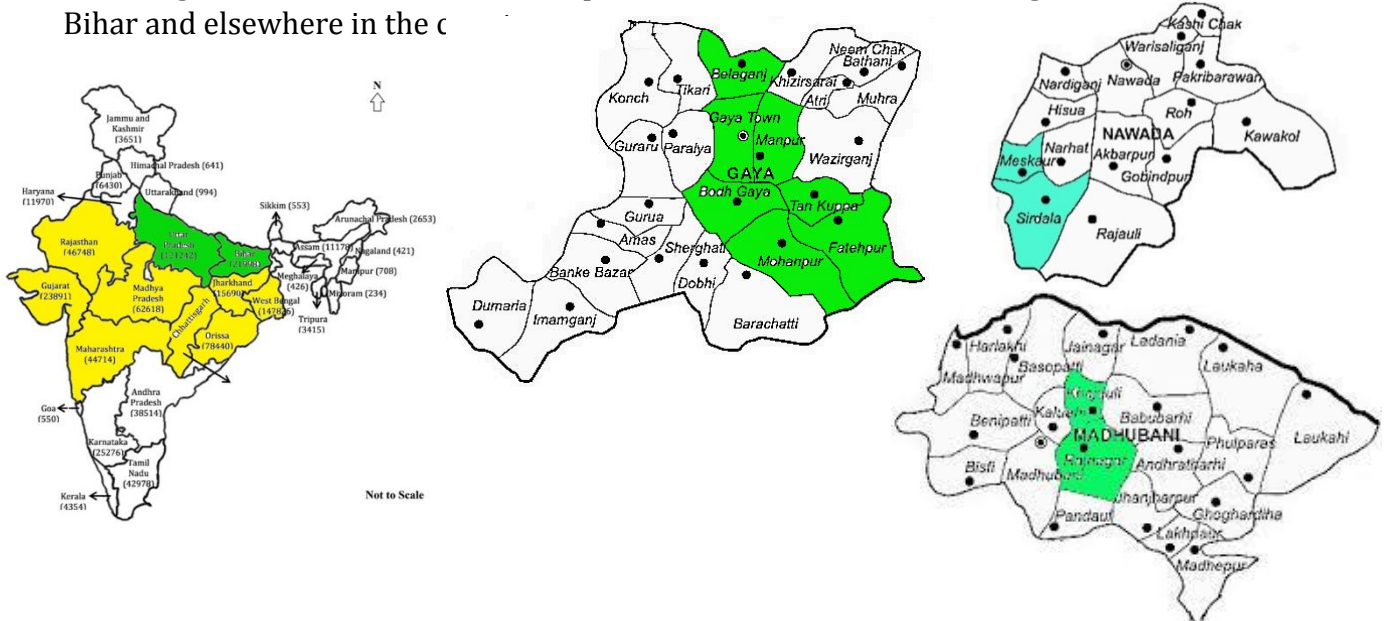 Bihar and elsewhere in the
N
Jammu and
Kashmir
(3651)
Himachal Pradesh (641)
Punjab
(6430)
Uttarakhand (994)
Haryana
(11970)
Sikkim (553)
Arunachal Pradesh (2653)
Rajasthan
(46748)
Uttar
Pradesh
Bihar
Assam (11178)
Nagaland (421)
Meghalaya
(426)
Manipur (708)
Mizoram (234)
Tripura
(3415)
Jharkhand
(15690)
West Bengal
Gujarat
(23891)
Madhya
Pradesh
(62618)
Chhattisgarh
Orissa
(78440)
Maharashtra
(44714)
Goa
(550)
Andhra
Pradesh
(38514)
Karnataka
(25276)
Tamil
Nadu
(42978)
Kerala
(4354)
Not to Scale
Belaganj
Khizirsarai
Neem Chak
Bathani
Konch
Tikari
Atri
Muhra
Gaya Town
Manpur
Guraru
Paraiya
Wazirganj
GAYA
Bodh Gaya
Tan Kuppa
Gurua
Fatehpur
Amas
Sherghati
Mohanpur
Banke Bazar
Dobhi
Dumaria
Imamganj
Barachatti
Kashi Chak
Warisaliganj
Nardiganj
Nawada
Pakribarawan
Hisua
Roh
NAWADA
Kawakol
Meskaur
Narhat
Akbarpur
Gobindpur
Sirdala
Rajauli
Harlakhi
Jainagar
Ladania
Laukaha
Basopatti
Madhwapur
Babubarhi
Benipatti
MADHUBANI
Phulparas
Laukahi
Rajnagar
Bisfi
Andhratharhi
Jhanjharpur
Ghoghardiha
Pandaul
Lakhnaur
Madhepur